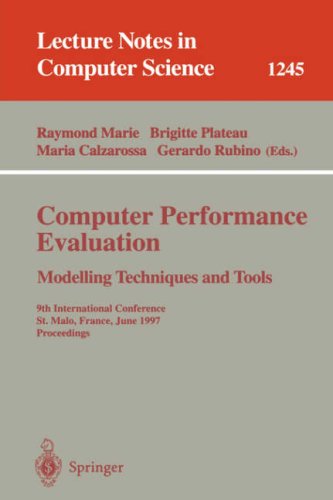 Lecture Notes in
Computer Science 1245
Raymond Marie Brigitte Plateau
Maria Calzarossa Gerardo Rubino (Eds.)
Computer Performance
Evaluation
Modelling Techniques and Tools
9th International Conference
St. Malo, France, June 1997
Proceedings
Springer